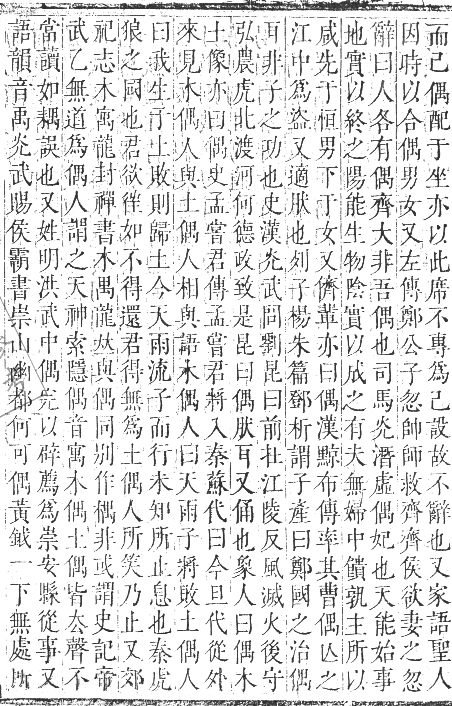 而己偶配于坐亦以此席不專爲己設故不辭也又家語聖人
因時以合偶男女又左傳鄭公子忽帥師救齊齊侯欲妻之忽
辭曰人各有偶齊大非吾偶也司馬炎潛虛偶妃也天能始事
地實以終之陽能生物陰實以成之有夫無婦中饋孰主所以
咸先于恒男下于女又儕輩亦曰偶漢黥布傳率其曹偶亡之
江中爲盜又適肰也列子楊朱篇鄧析謂子產曰鄭國之治偶
耳非子之功也史漢光武問劉昆曰前牡江陵反風滅火後守
弘農虎北渡河何德政致是昆曰偶肰耳又俑也象人曰偶木
土像亦曰偶史孟嘗君傳孟嘗君將入秦蘇代曰今旦代從外
來見木偶人與土偶人相與語木偶人曰天雨子將敗土偶人
曰我生于土敗則歸土今天雨流子而行未知所止息也秦虎
狼之國也君欲徃如不得還君得無爲土偶人所笑乃止又郊
祀志木寓龍封禪書木禺瀧欤與偶同別作㮂非或謂史記帝
武乙無道爲偶人謂之天神索隱偶音寓木偶土偶皆厺聲不
當讀如耦誤也又姓明洪武中偶完以辟薦爲崇安縣從事又
語韻音禹炎武賜侯霸書崇山幽都何可偶黃鉞一下無處所